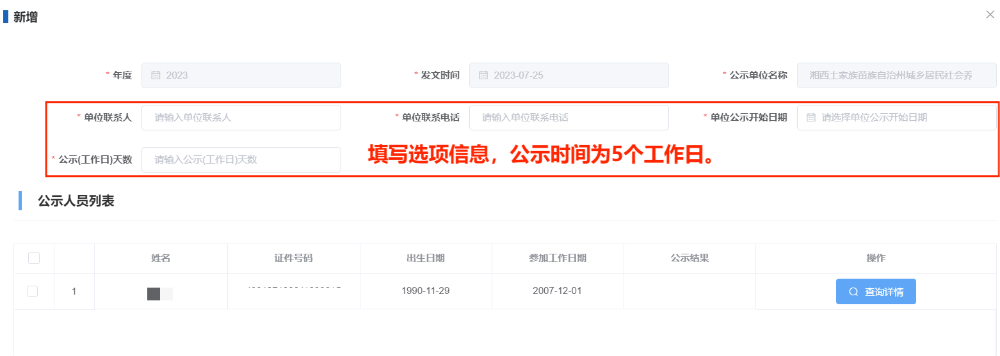 新增
* 年度 2023 * 发文时间 2023-07-25 * 公示单位名称 湘西土家族苗族自治州城乡居民社会养
* 单位联系人 请输入单位联系人 * 单位联系电话 请输入单位联系电话 * 单位公示开始日期 请选择单位公示开始日期
* 公示(工作日)天数 请输入公示(工作日)天数 填写选项信息，公示时间为5个工作日。
公示人员列表
姓名 证件号码 出生日期 参加工作日期 公示结果 操作
1 1990-11-29 2007-12-01 查询详情